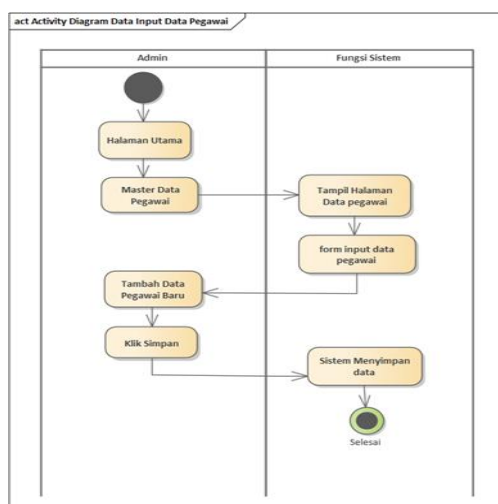 act Activity Diagram Data Input Data Pegawai
Admin
Fungsi Sistem
Halaman Utama
Master Data
Pegawai
Tampil Halaman
Data pegawai
form input data
pegawai
Tambah Data
Pegawai Baru
Klik Simpan
Sistem Menyimpan
data
Selesai